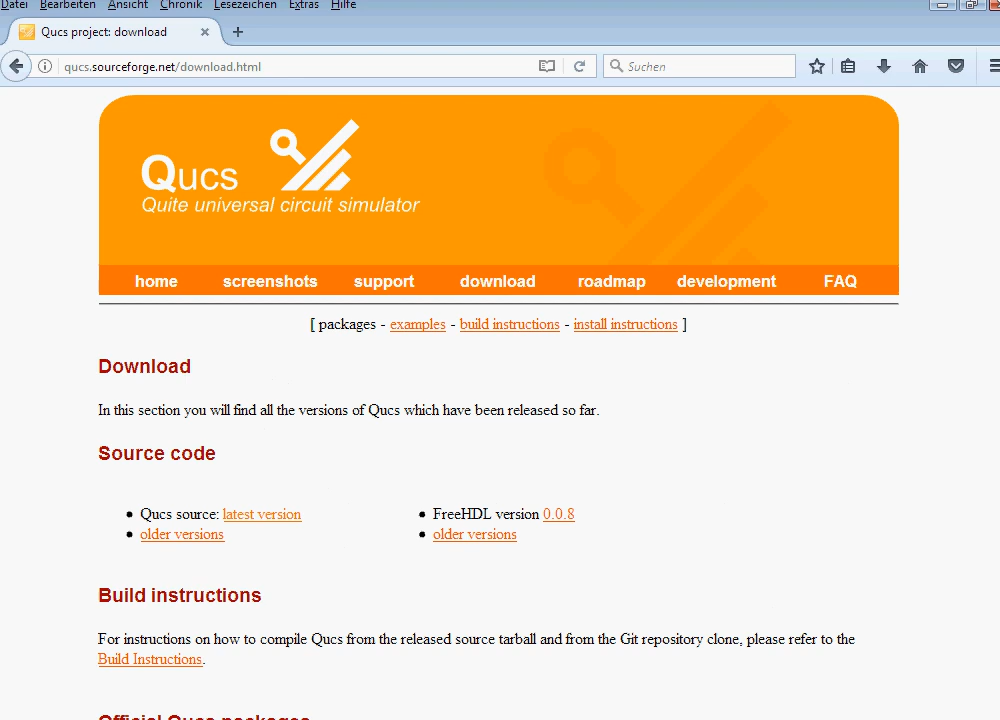 Datei Bearbeiten Ansicht Chronik Lesezeichen Extras Hilfe
Qucs project: download
qucs.sourceforge.net/download.html Suchen
Qucs
Quite universal circuit simulator
home screenshots support download roadmap development FAQ
[ packages - examples - build instructions - install instructions ]
Download
In this section you will find all the versions of Qucs which have been released so far.
Source code
• Qucs source: latest version
• older versions
• FreeHDL version 0.0.8
• older versions
Build instructions
For instructions on how to compile Qucs from the released source tarball and from the Git repository clone, please refer to the
Build Instructions.
Official Qucs packages